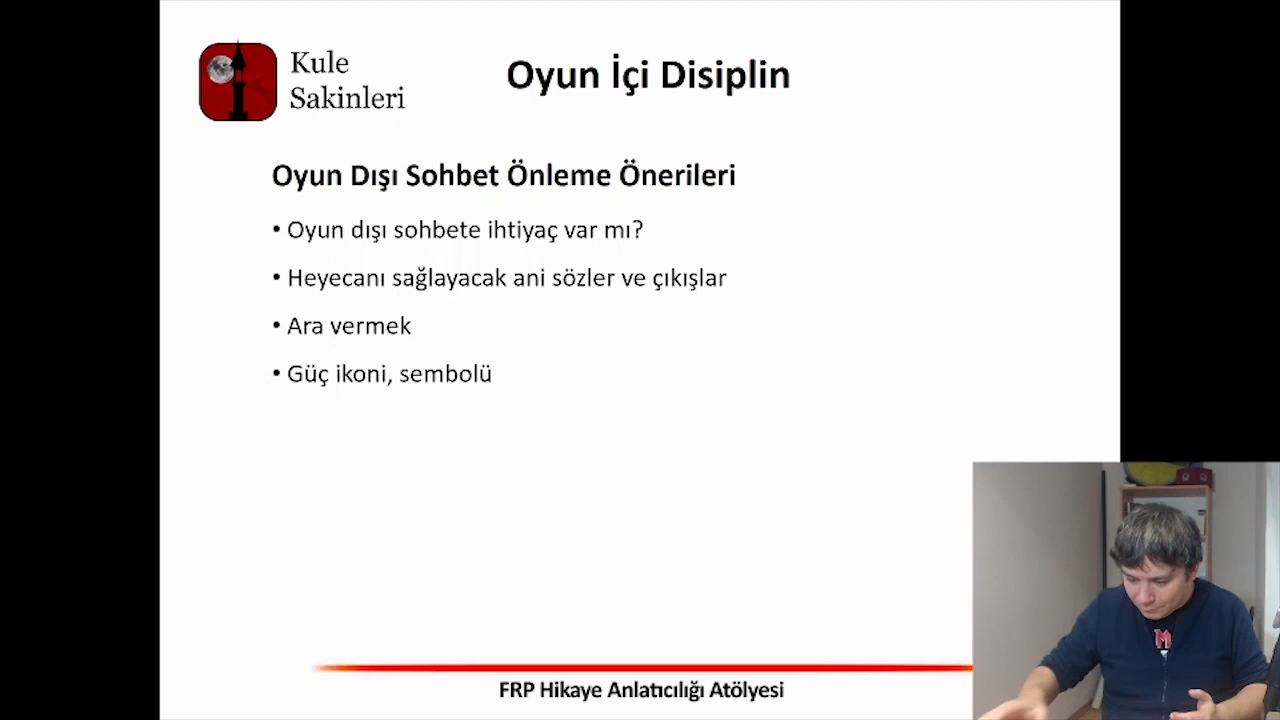 Kule
Sakinleri
Oyun İçi Disiplin
Oyun Dışı Sohbet Önleme Önerileri
• Oyun dışı sohbete ihtiyaç var mı?
• Heyecanı sağlayacak ani sözler ve çıkışlar
• Ara vermek
• Güç ikoni, sembolü
FRP Hikaye Anlatıcılığı Atölyesi